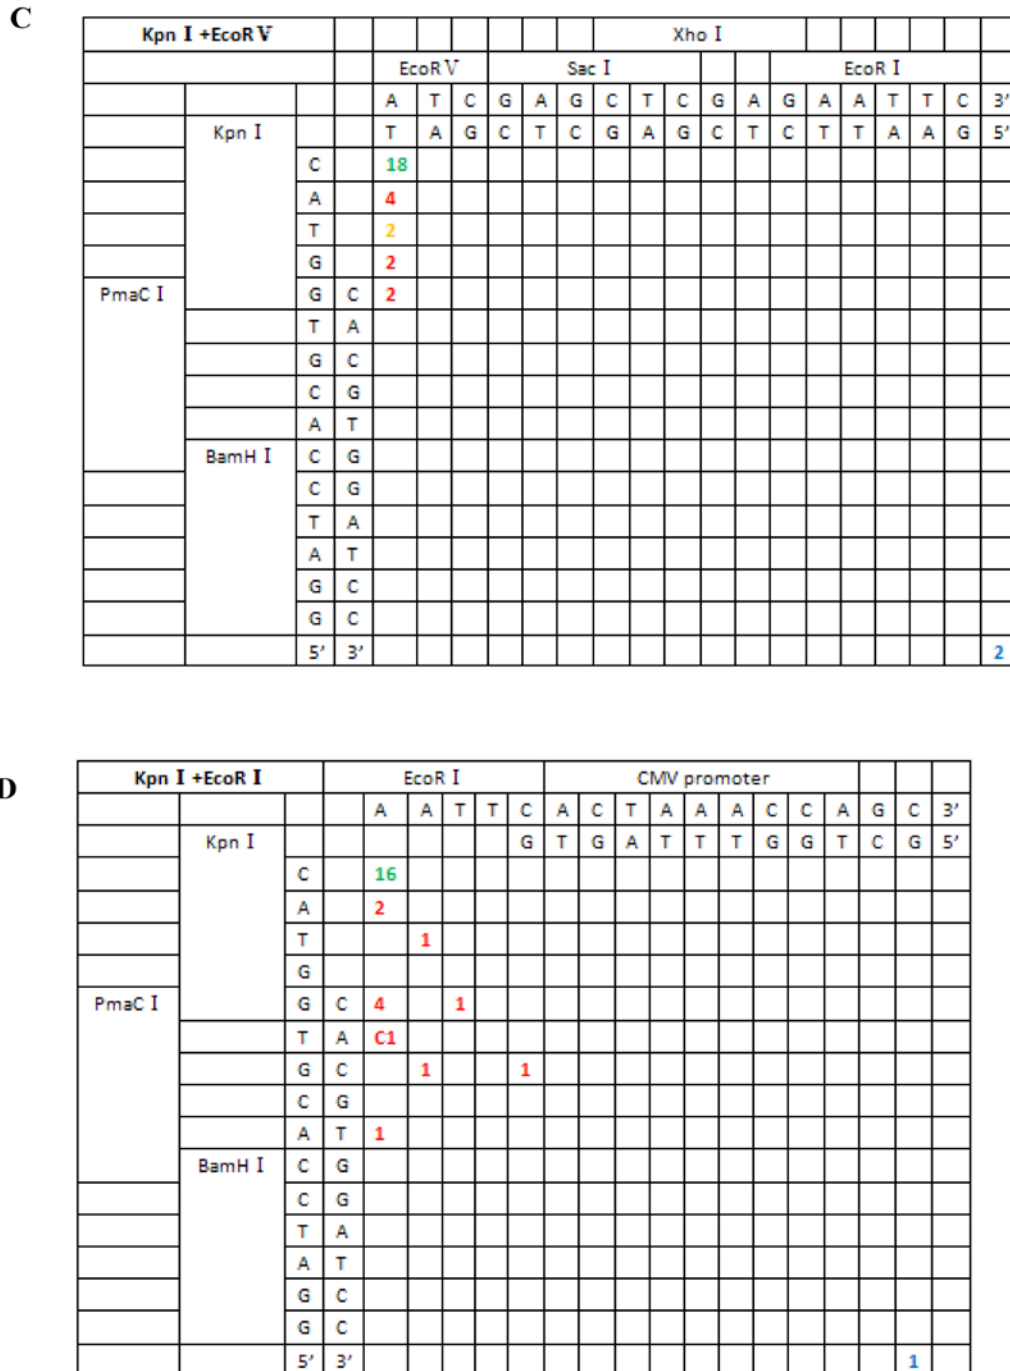 C
Kpn I +EcoR V Xho I
EcoR V Sac I EcoR I
A T C G A G C T C G A G A A T T C 3′
Kpn I T A G C T C G A G C T C T T A A G 5′
C 18
A 4
T 2
G 2
PmaC I G C 2
T A
G C
C G
A T
BamH I C G
C G
T A
A T
G C
G C
5′ 3′ 2
D
Kpn I +EcoR I EcoR I CMV promoter
A A T T C A C T A A A C C A G C 3′
Kpn I G T G A T T T G G T C G 5′
C 16
A 2
T 1
G
PmaC I G C 4 1
T A C1
G C 1 1
C G
A T 1
BamH I C G
C G
T A
A T
G C
G C
5′ 3′ 1